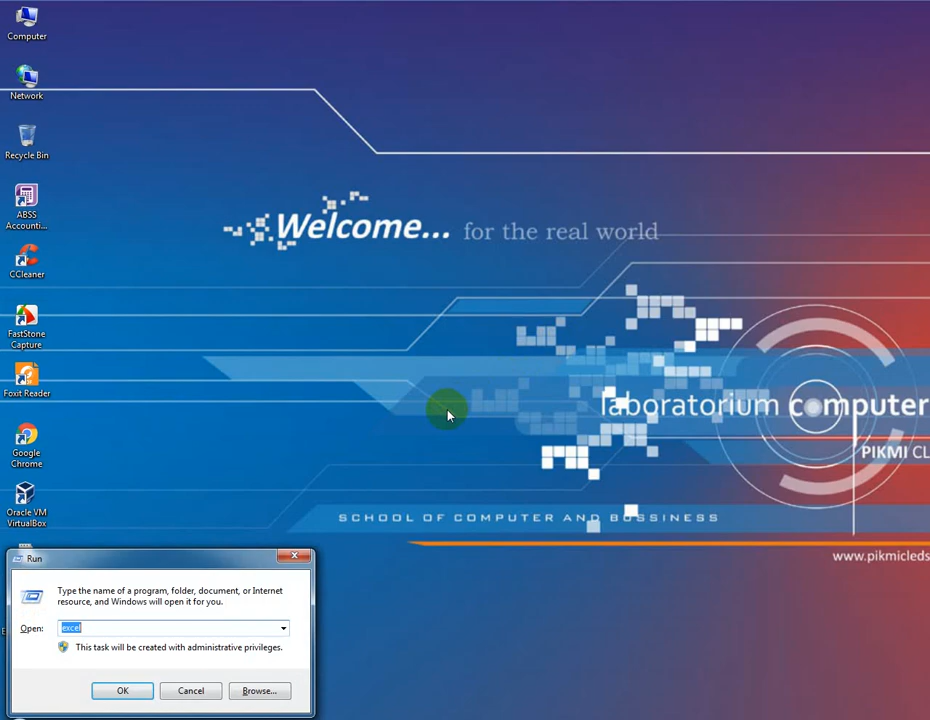 Computer
Network
Recycle Bin
ABSS
Accounti...
CCleaner
FastStone
Capture
Foxit Reader
Google
Chrome
Oracle VM
VirtualBox
Welcome... for the real world
laboratorium computer
PIKMI CL
SCHOOL OF COMPUTER AND BOSSINESS
www.pikmicleds
Run
Type the name of a program, folder, document, or Internet
resource, and Windows will open it for you.
Open: excel
This task will be created with administrative privileges.
OK Cancel Browse...